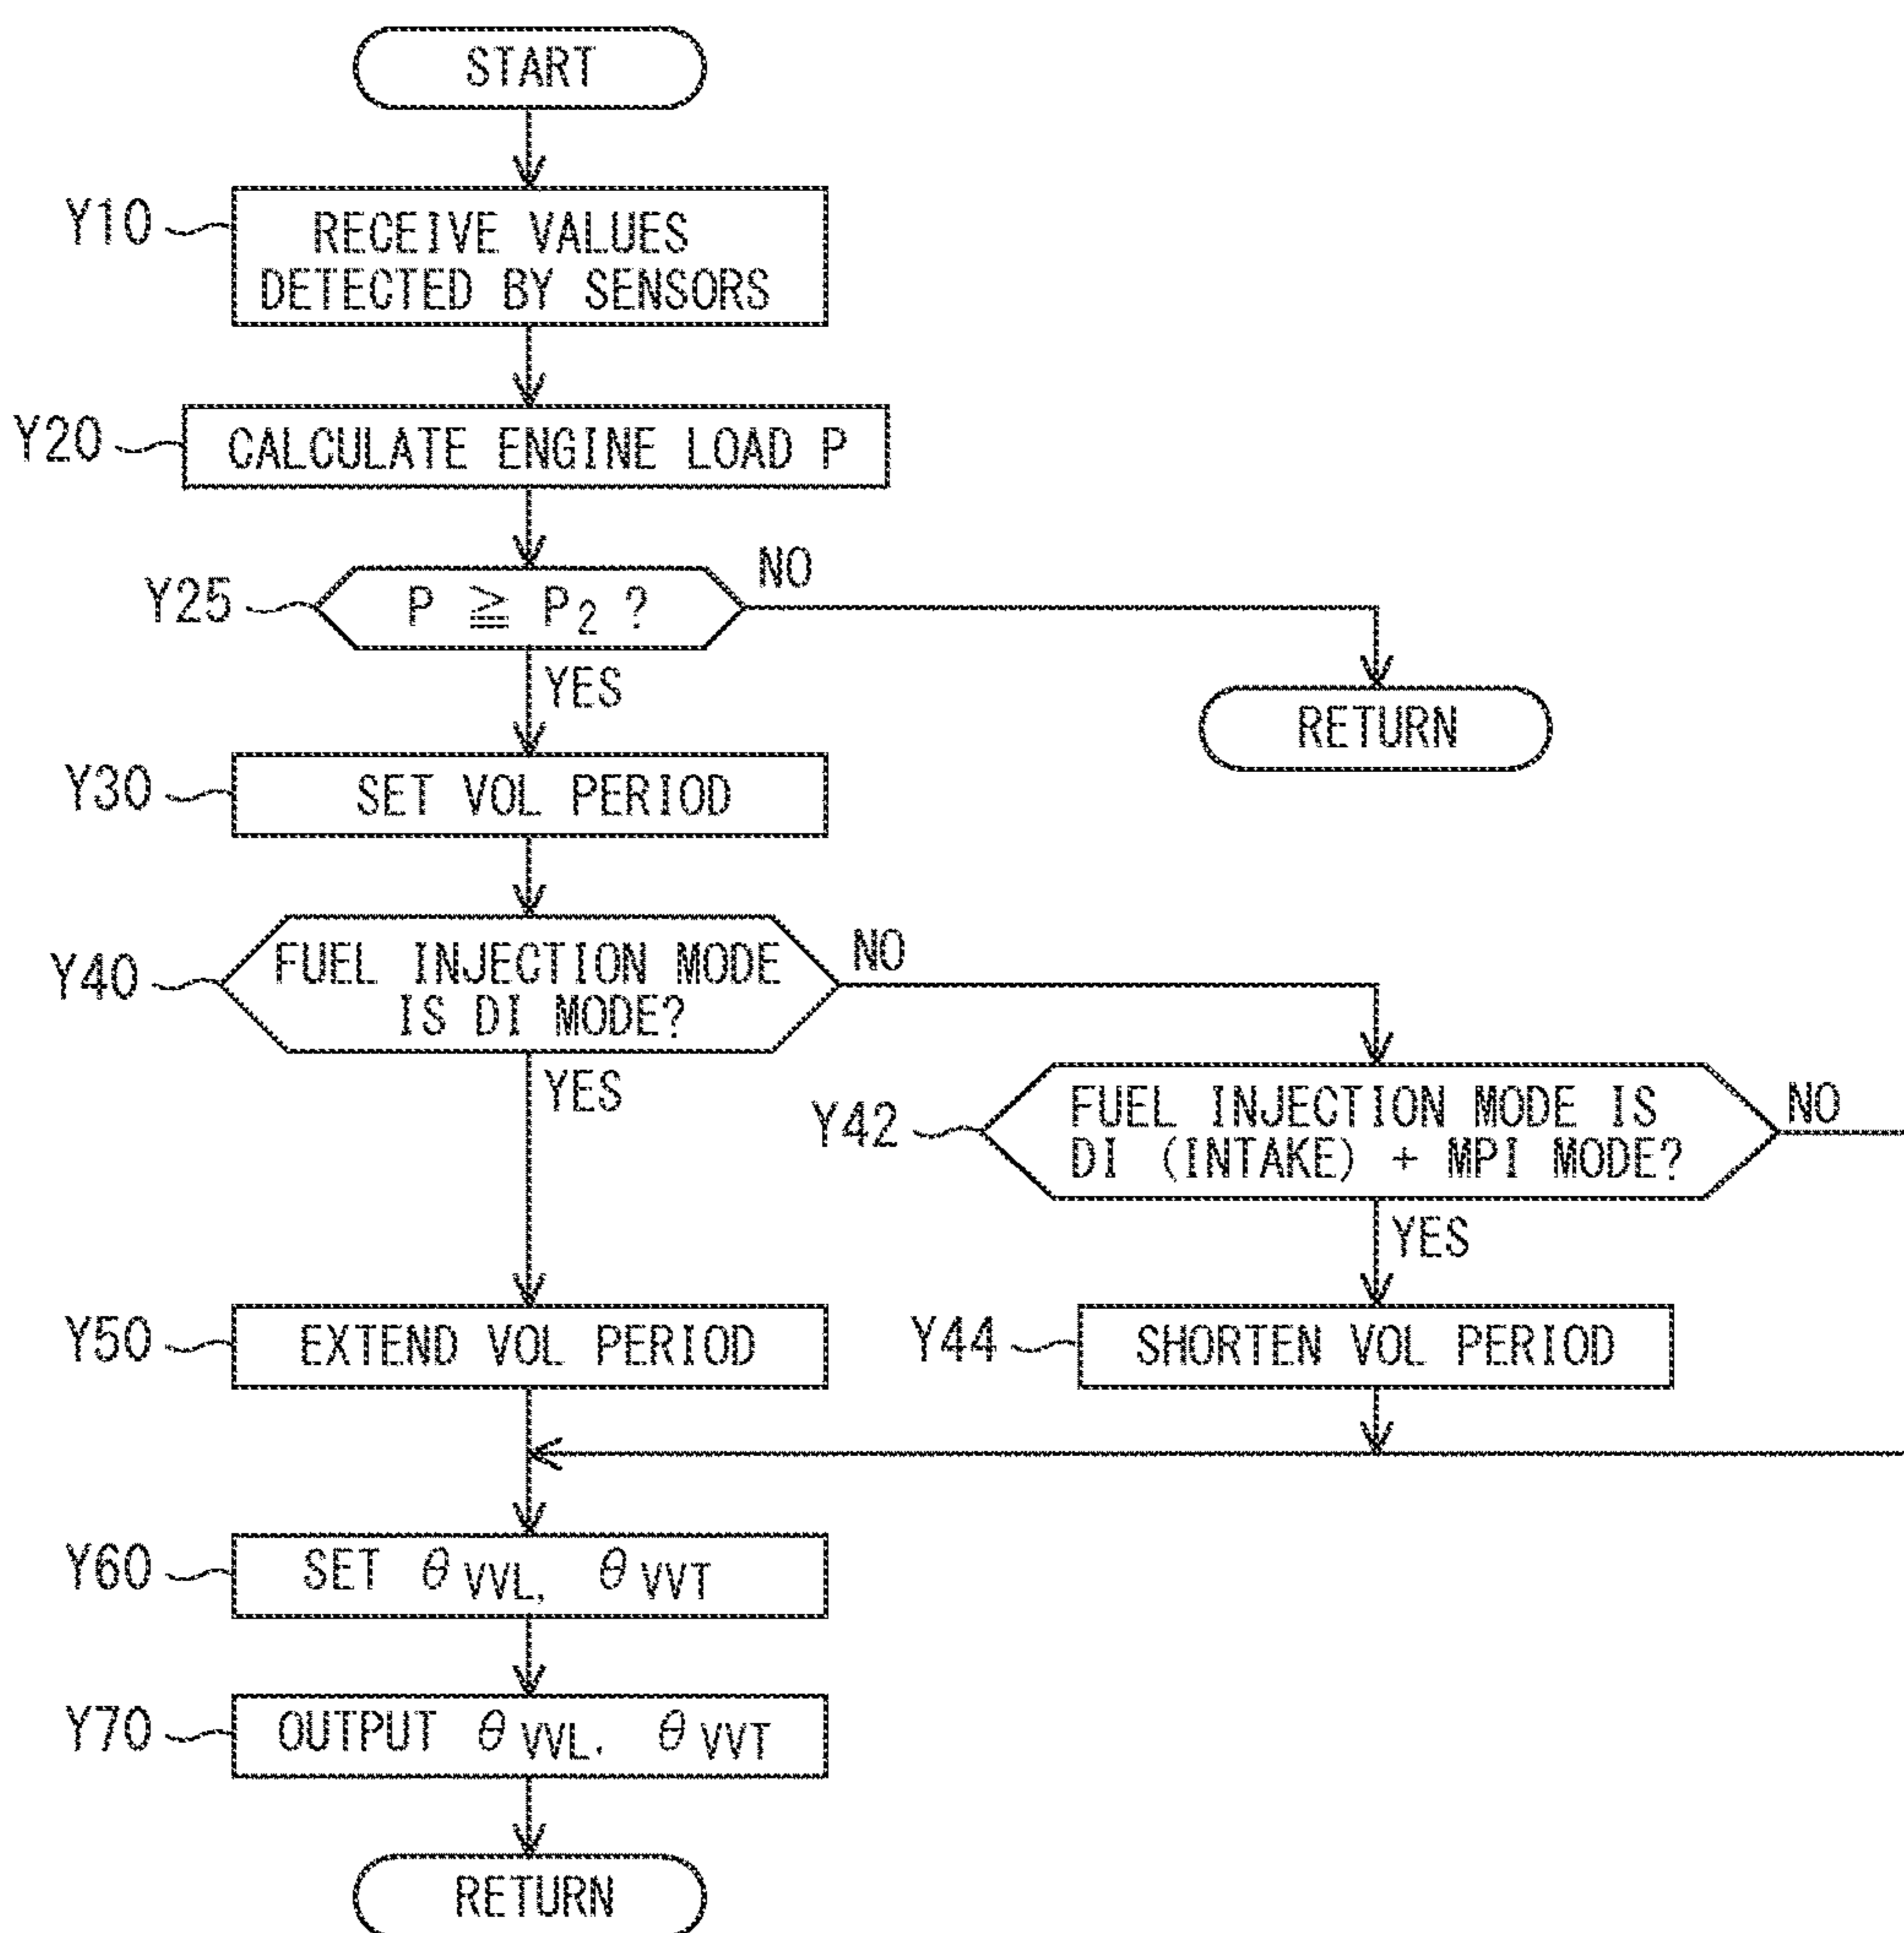 START
Y10
RECEIVE VALUES
DETECTED BY SENSORS
Y20
CALCULATE ENGINE LOAD P
Y25
P ≧ P2 ?
NO
YES
RETURN
Y30
SET VOL PERIOD
Y40
FUEL INJECTION MODE
IS DI MODE?
NO
YES
Y42
FUEL INJECTION MODE IS
DI (INTAKE) + MPI MODE?
NO
YES
Y50
EXTEND VOL PERIOD
Y44
SHORTEN VOL PERIOD
Y60
SET θVVL, θVVT
Y70
OUTPUT θVVL, θVVT
RETURN